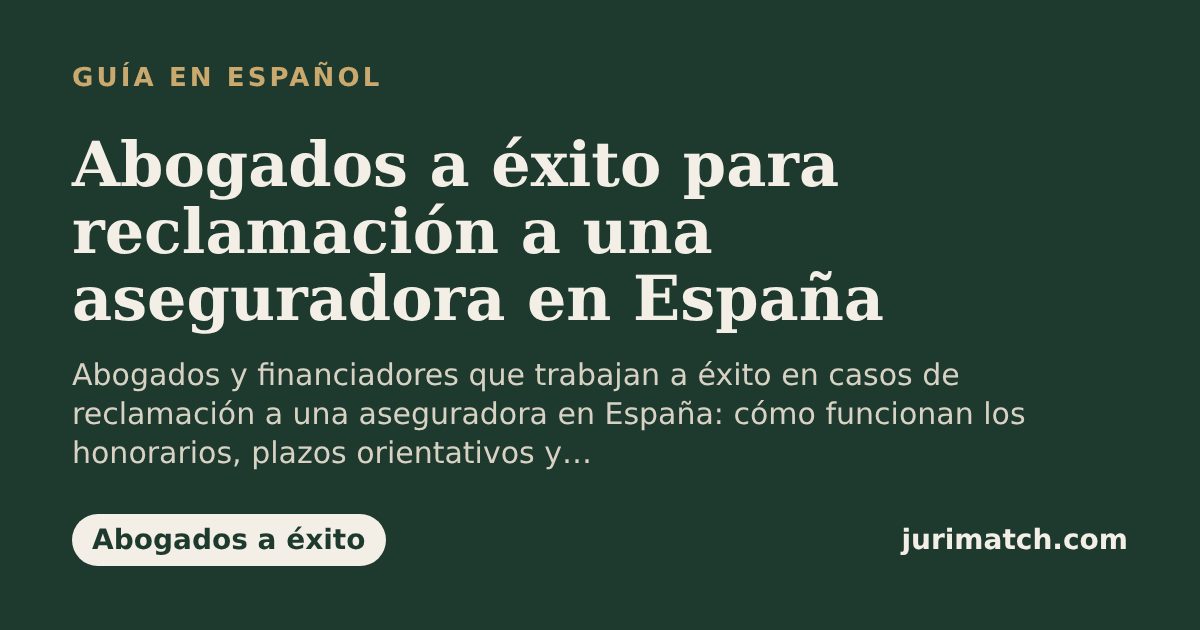 GUÍA EN ESPAÑOL
Abogados a éxito para
reclamación a una
aseguradora en España
Abogados y financiadores que trabajan a éxito en casos de
reclamación a una aseguradora en España: cómo funcionan los
honorarios, plazos orientativos y…
Abogados a éxito
jurimatch.com